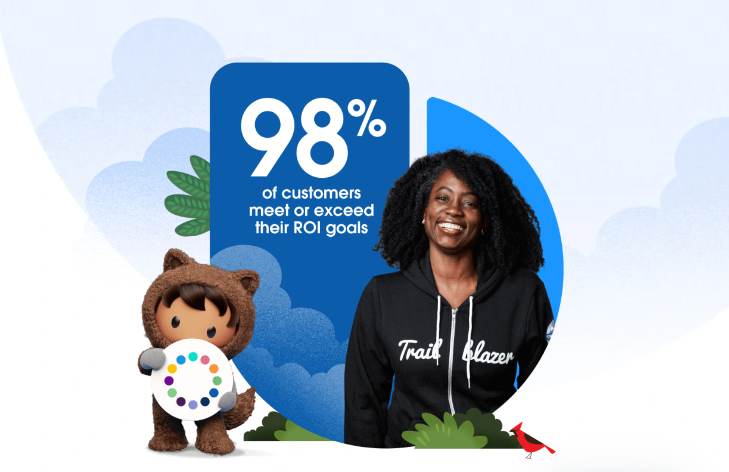 98%
of customers
meet or exceed
their ROI goals
Trail blazer